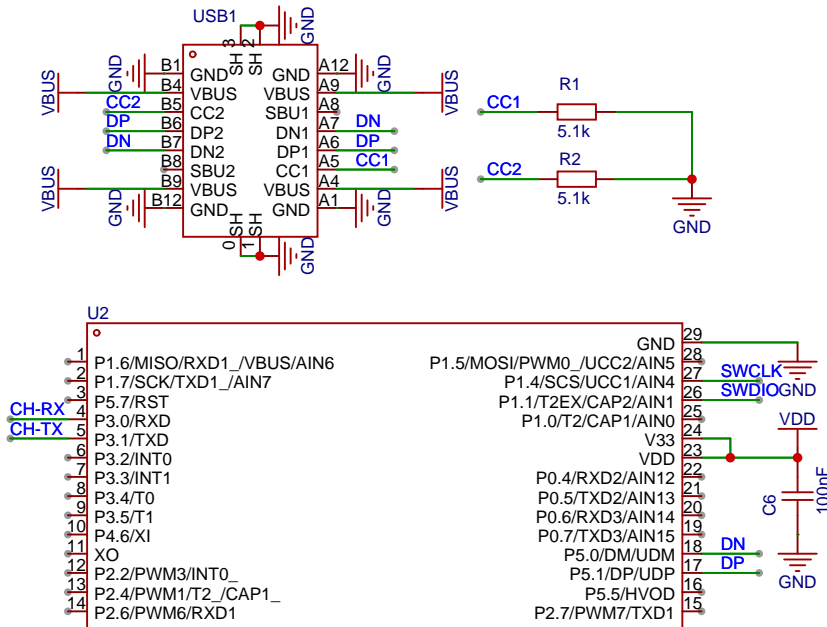 USB1
GND
SH 3
SH 2
GND B1 GND GND A12 GND
VBUS B4 VBUS VBUS A9 VBUS
CC2 B5 CC2 SBU1 A8
DP B6 DP2 DN1 A7 DN
DN B7 DN2 DP1 A6 DP
B8 SBU2 CC1 A5 CC1
VBUS B9 VBUS VBUS A4 VBUS
GND B12 GND GND A1 GND
SH 0
SH 1
GND
R1
CC1
5.1k
R2
CC2
5.1k
GND
U2
GND 29
1 P1.6/MISO/RXD1_/VBUS/AIN6 P1.5/MOSI/PWM0_/UCC2/AIN5 28
2 P1.7/SCK/TXD1_/AIN7 P1.4/SCS/UCC1/AIN4 27 SWCLK
3 P5.7/RST P1.1/T2EX/CAP2/AIN1 26 SWDIO GND
CH-RX 4 P3.0/RXD P1.0/T2/CAP1/AIN0 25 VDD
CH-TX 5 P3.1/TXD V33 24
6 P3.2/INT0 VDD 23
7 P3.3/INT1 P0.4/RXD2/AIN12 22
8 P3.4/T0 P0.5/TXD2/AIN13 21 C6 100nF
9 P3.5/T1 P0.6/RXD3/AIN14 20
10 P4.6/XI P0.7/TXD3/AIN15 19
11 XO P5.0/DM/UDM 18 DN
12 P2.2/PWM3/INT0_ P5.1/DP/UDP 17 DP GND
13 P2.4/PWM1/T2_/CAP1_ P5.5/HVOD 16
14 P2.6/PWM6/RXD1 P2.7/PWM7/TXD1 15